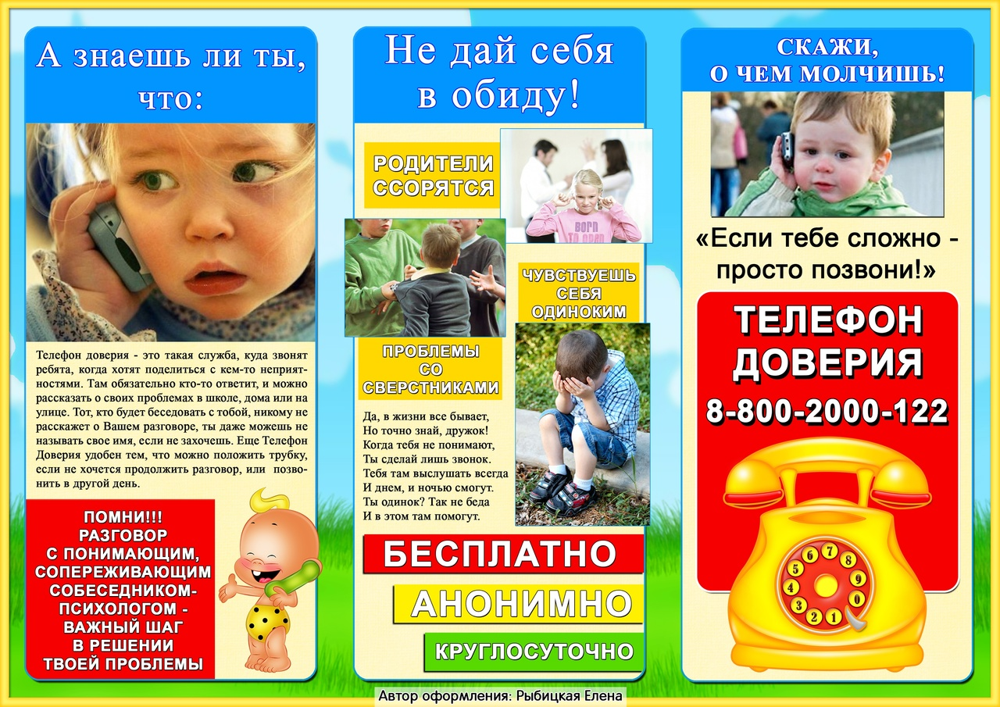 А знаешь ли ты,
что:
Телефон доверия - это такая служба, куда звонят
ребята, когда хотят поделиться с кем-то неприят-
ностями. Там обязательно кто-то ответит, и можно
рассказать о своих проблемах в школе, дома или на
улице. Тот, кто будет беседовать с тобой, никому не
расскажет о Вашем разговоре, ты даже можешь не
называть свое имя, если не захочешь. Еще Телефон
Доверия удобен тем, что можно положить трубку,
если не хочется продолжить разговор, или позво-
нить в другой день.
ПОМНИ!!!
РАЗГОВОР
С ПОНИМАЮЩИМ,
СОПЕРЕЖИВАЮЩИМ
СОБЕСЕДНИКОМ-
ПСИХОЛОГОМ -
ВАЖНЫЙ ШАГ
В РЕШЕНИИ
ТВОЕЙ ПРОБЛЕМЫ
Не дай себя
в обиду!
РОДИТЕЛИ
ССОРЯТСЯ
BORN
ЧУВСТВУЕШЬ
СЕБЯ
ОДИНОКИМ
ПРОБЛЕМЫ
СО
СВЕРСТНИКАМИ
Да, в жизни все бывает,
Но точно знай, дружок!
Когда тебя не понимают,
Ты сделай лишь звонок.
Тебя там выслушать всегда
И днем, и ночью смогут.
Ты одинок? Так не беда
И в этом там помогут.
БЕСПЛАТНО
АНОНИМНО
КРУГЛОСУТОЧНО
СКАЖИ,
О ЧЕМ МОЛЧИШЬ!
«Если тебе сложно -
просто позвони!»
ТЕЛЕФОН
ДОВЕРИЯ
8-800-2000-122
1 2 3 4 5 6 7 8 9 0
Автор оформления: Рыбицкая Елена